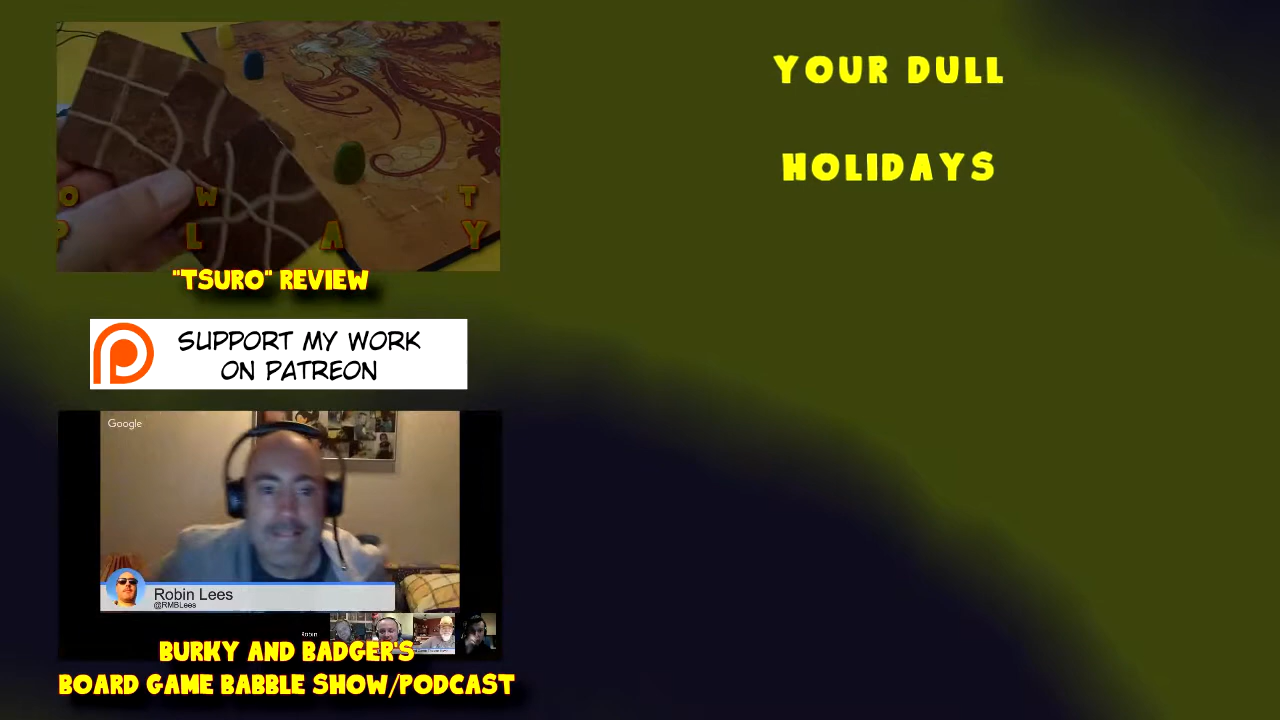 YOUR DULL
HOLIDAYS
O W T
P L A Y
"TSURO" REVIEW
SUPPORT MY WORK
ON PATREON
Google
Robin Lees
@RMBLees
Robin
BURKY AND BADGER'S
BOARD GAME BABBLE SHOW/PODCAST